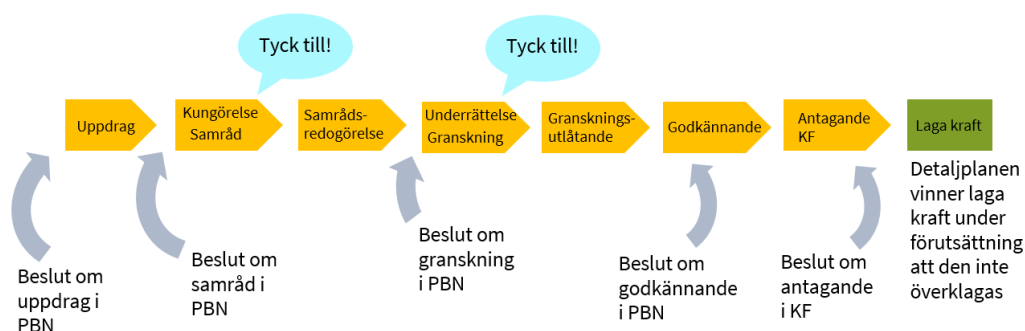 Tyck till!
Tyck till!
Uppdrag
Kungörelse
Samråd
Samråds-
redogörelse
Underrättelse
Granskning
Gransknings-
utlåtande
Godkännande
Antagande
KF
Laga kraft
Beslut om
uppdrag i
PBN
Beslut om
samråd i
PBN
Beslut om
granskning
i PBN
Beslut om
godkännande
i PBN
Beslut om
antagande
i KF
Detaljplanen
vinner laga
kraft under
förutsättning
att den inte
överklagas